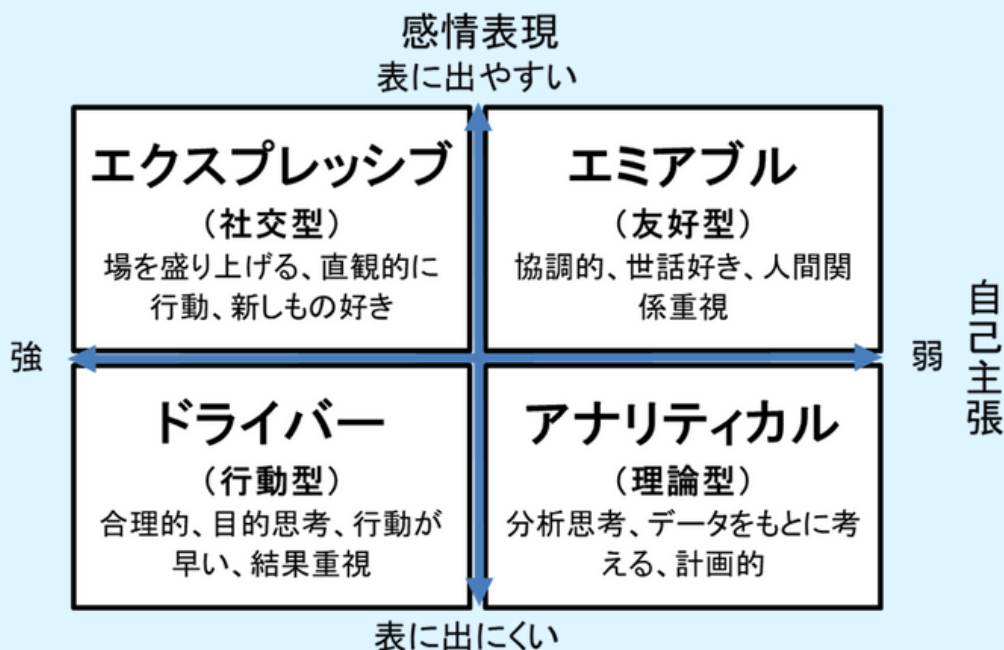 感情表現
表に出やすい
エクスプレッシブ
(社交型)
場を盛り上げる、直観的に
行動、新しもの好き
エミアブル
(友好型)
協調的、世話好き、人間関
係重視
強
弱
自己主張
ドライバー
(行動型)
合理的、目的思考、行動が
早い、結果重視
アナリティカル
(理論型)
分析思考、データをもとに考
える、計画的
表に出にくい